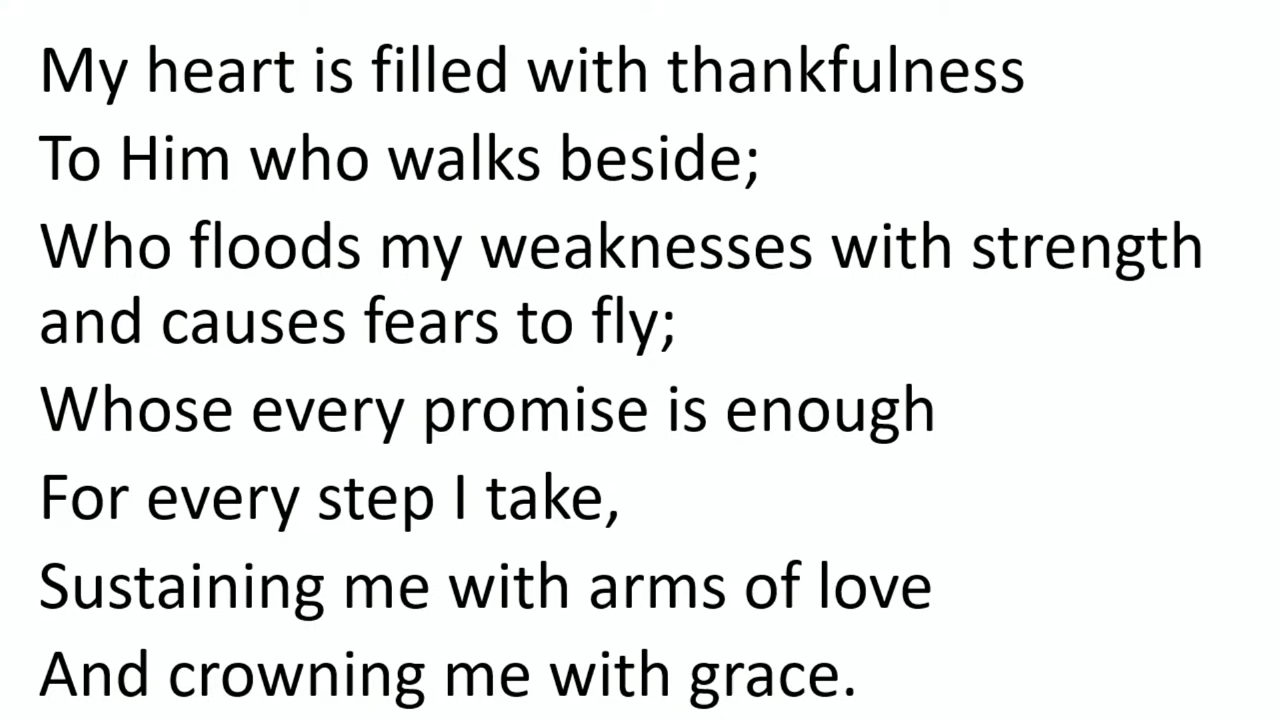 My heart is filled with thankfulness
To Him who walks beside;
Who floods my weaknesses with strength
and causes fears to fly;
Whose every promise is enough
For every step I take,
Sustaining me with arms of love
And crowning me with grace.